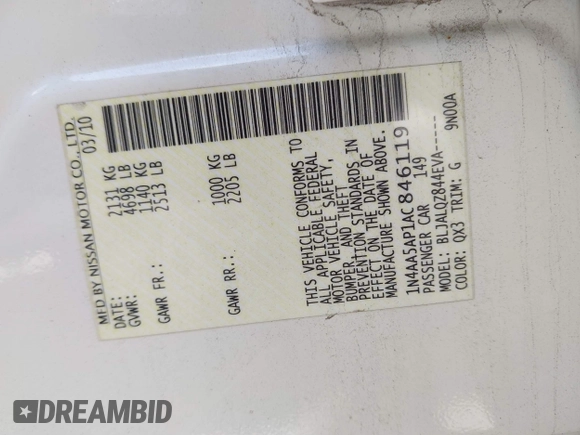 MFD BY NISSAN MOTOR CO., LTD.
DATE: 03/10
GVWR: 2131 KG
4698 LB
GAWR FR.: 1140 KG
2513 LB
GAWR RR.: 1000 KG
2205 LB
THIS VEHICLE CONFORMS TO
ALL APPLICABLE FEDERAL
MOTOR VEHICLE SAFETY,
BUMPER, AND THEFT
PREVENTION STANDARDS IN
EFFECT ON THE DATE OF
MANUFACTURE SHOWN ABOVE.
1N4AA5AP1AC846119
PASSENGER CAR 149
MODEL: BLJALQZ844EVA-----
COLOR: QX3 TRIM: G 9N00A
DREAMBID